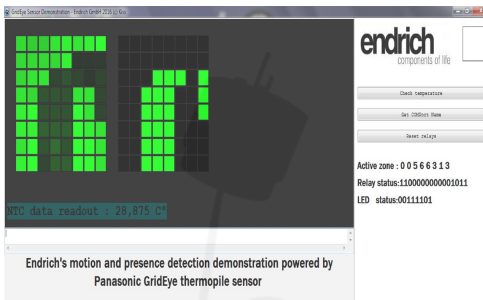 GridEye Sensor Demonstration - Endrich GmbH 2016 (c) Kiss
endrich
components of life
Check temperature
Get COMPort Name
Reset relays
Active zone : 0 0 5 6 6 3 1 3
Relay status:1100000000001011
LED status:00111101
NTC data readout : 28,875 C°
Endrich's motion and presence detection demonstration powered by
Panasonic GridEye thermopile sensor